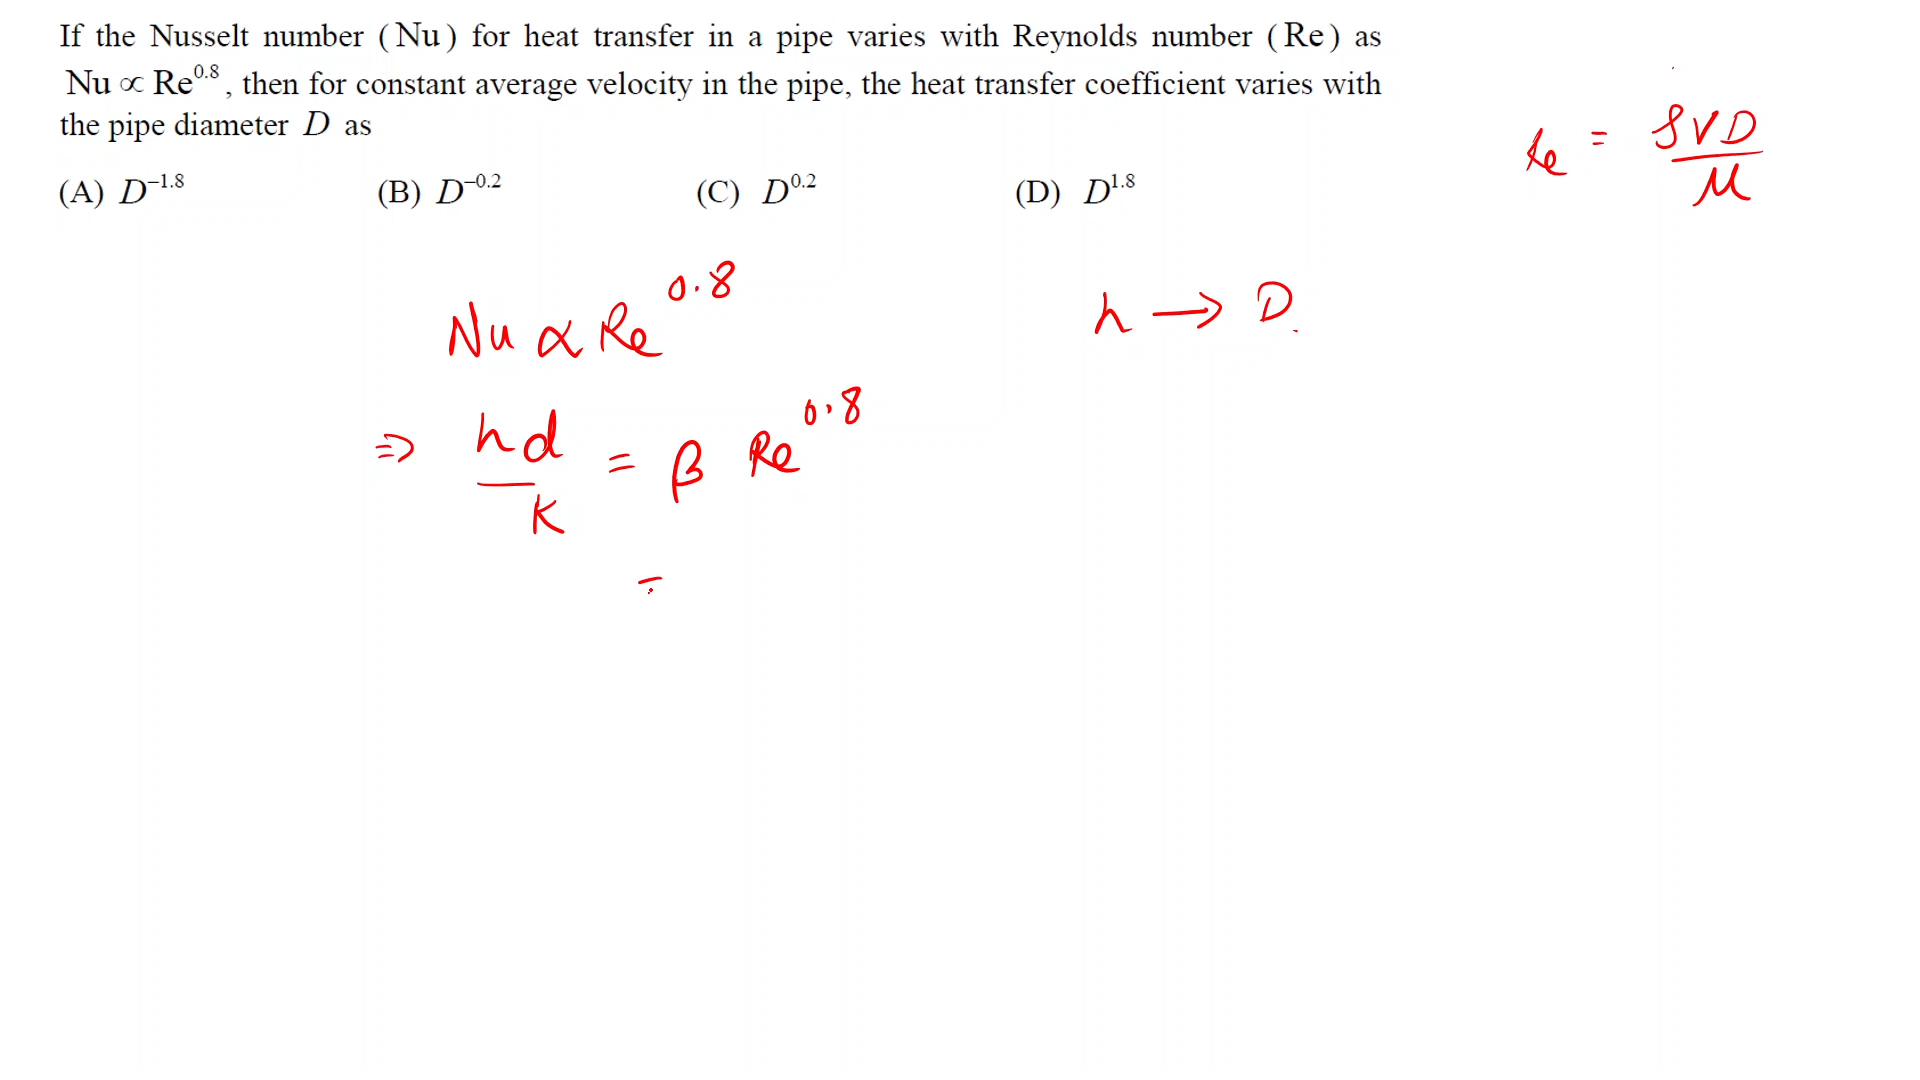 If the Nusselt number ( Nu ) for heat transfer in a pipe varies with Reynolds number ( Re ) as
Nu ∝ Re^0.8 , then for constant average velocity in the pipe, the heat transfer coefficient varies with
the pipe diameter D as
(A) D^−1.8 (B) D^−0.2 (C) D^0.2 (D) D^1.8
Re = ρVD/μ
Nu ∝ Re^0.8
h → D
⇒ hd/k = β Re^0.8
=